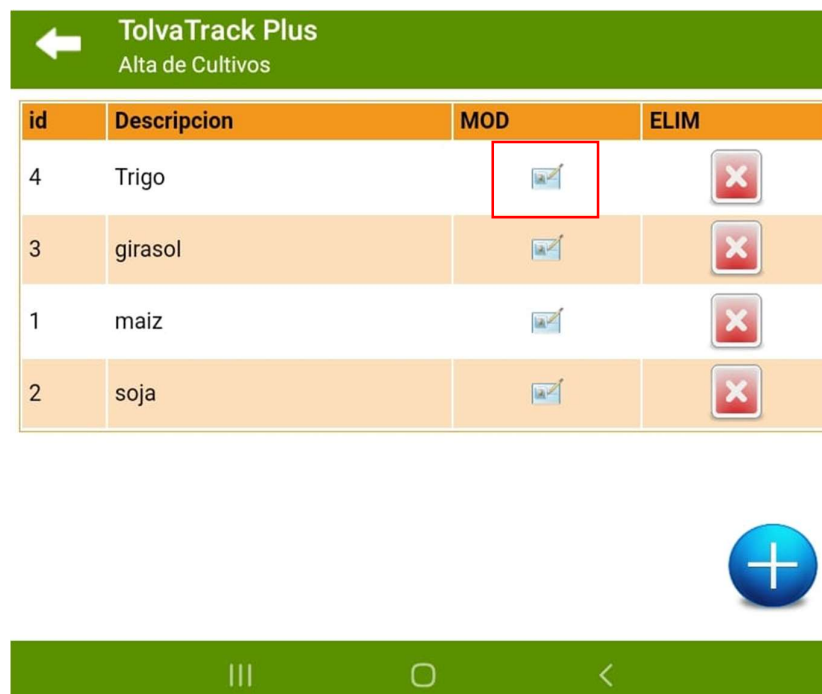 TolvaTrack Plus
Alta de Cultivos
id Descripcion MOD ELIM
4 Trigo
3 girasol
1 maiz
2 soja